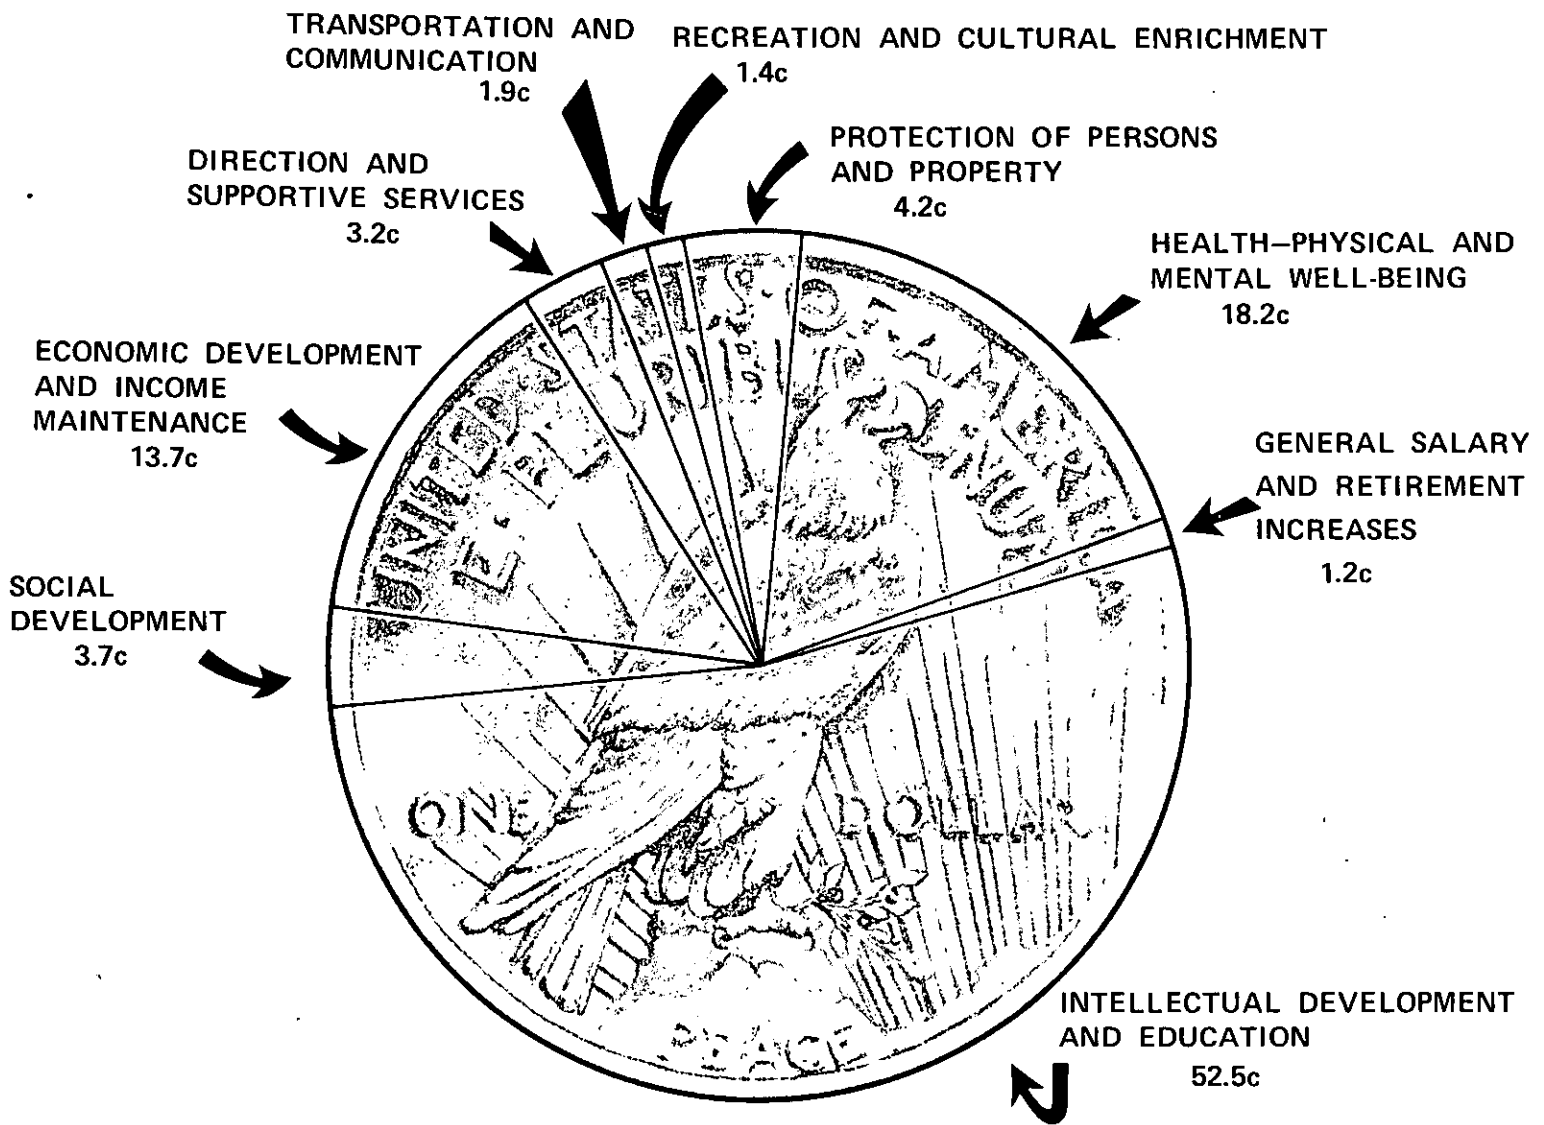 TRANSPORTATION AND
COMMUNICATION
1.9c
RECREATION AND CULTURAL ENRICHMENT
1.4c
PROTECTION OF PERSONS
AND PROPERTY
4.2c
DIRECTION AND
SUPPORTIVE SERVICES
3.2c
HEALTH–PHYSICAL AND
MENTAL WELL-BEING
18.2c
ECONOMIC DEVELOPMENT
AND INCOME
MAINTENANCE
13.7c
GENERAL SALARY
AND RETIREMENT
INCREASES
1.2c
SOCIAL
DEVELOPMENT
3.7c
ONE DOLLAR
PEACE
INTELLECTUAL DEVELOPMENT
AND EDUCATION
52.5c